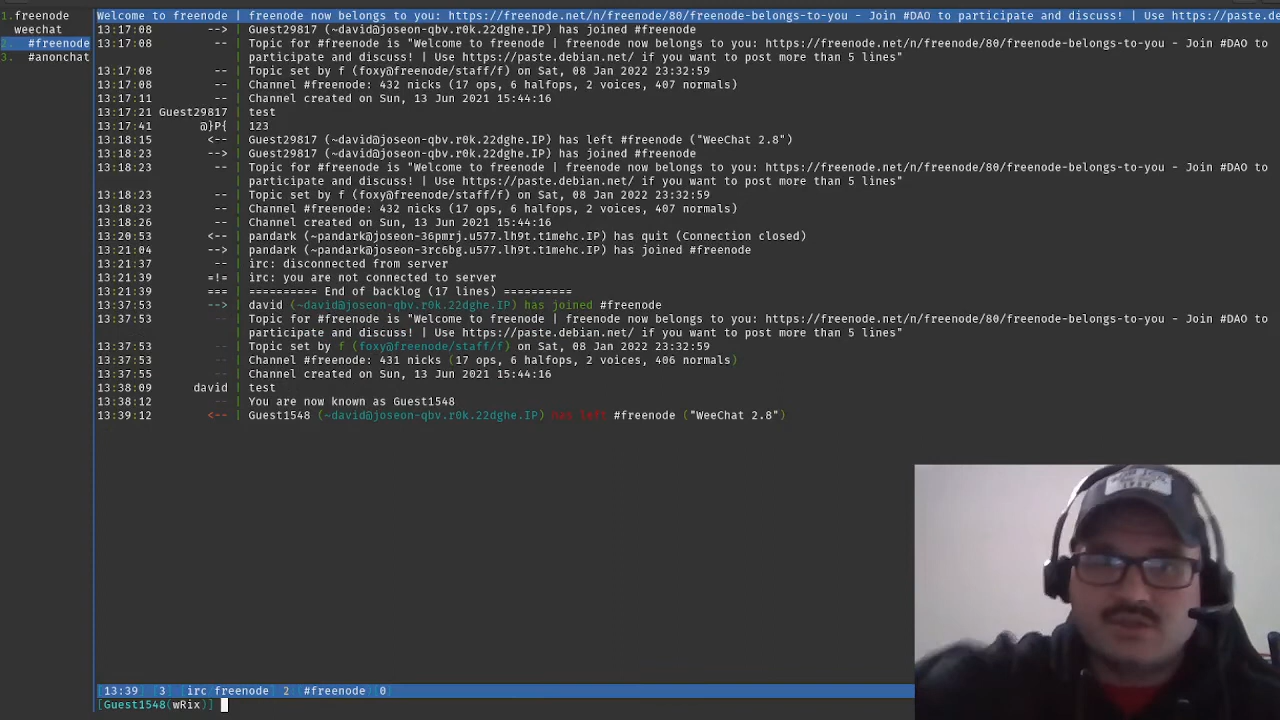 1.freenode
weechat
2. #freenode
3. #anonchat
Welcome to freenode | freenode now belongs to you: https://freenode.net/n/freenode/80/freenode-belongs-to-you - Join #DAO to participate and discuss! | Use https://paste.de
13:17:08 --> | Guest29817 (~david@joseon-qbv.r0k.22dghe.IP) has joined #freenode
13:17:08 -- | Topic for #freenode is "Welcome to freenode | freenode now belongs to you: https://freenode.net/n/freenode/80/freenode-belongs-to-you - Join #DAO to
| participate and discuss! | Use https://paste.debian.net/ if you want to post more than 5 lines"
13:17:08 -- | Topic set by f (foxy@freenode/staff/f) on Sat, 08 Jan 2022 23:32:59
13:17:08 -- | Channel #freenode: 432 nicks (17 ops, 6 halfops, 2 voices, 407 normals)
13:17:11 -- | Channel created on Sun, 13 Jun 2021 15:44:16
13:17:21 Guest29817 | test
13:17:41 @}P{ | 123
13:18:15 <-- | Guest29817 (~david@joseon-qbv.r0k.22dghe.IP) has left #freenode ("WeeChat 2.8")
13:18:23 --> | Guest29817 (~david@joseon-qbv.r0k.22dghe.IP) has joined #freenode
13:18:23 -- | Topic for #freenode is "Welcome to freenode | freenode now belongs to you: https://freenode.net/n/freenode/80/freenode-belongs-to-you - Join #DAO to
| participate and discuss! | Use https://paste.debian.net/ if you want to post more than 5 lines"
13:18:23 -- | Topic set by f (foxy@freenode/staff/f) on Sat, 08 Jan 2022 23:32:59
13:18:23 -- | Channel #freenode: 432 nicks (17 ops, 6 halfops, 2 voices, 407 normals)
13:18:26 -- | Channel created on Sun, 13 Jun 2021 15:44:16
13:20:53 <-- | pandark (~pandark@joseon-36pmrj.u577.lh9t.t1mehc.IP) has quit (Connection closed)
13:21:04 --> | pandark (~pandark@joseon-3rc6bg.u577.lh9t.t1mehc.IP) has joined #freenode
13:21:37 -- | irc: disconnected from server
13:21:39 =!= | irc: you are not connected to server
13:21:39 === | ========== End of backlog (17 lines) ==========
13:37:53 --> | david (~david@joseon-qbv.r0k.22dghe.IP) has joined #freenode
13:37:53 -- | Topic for #freenode is "Welcome to freenode | freenode now belongs to you: https://freenode.net/n/freenode/80/freenode-belongs-to-you - Join #DAO to
| participate and discuss! | Use https://paste.debian.net/ if you want to post more than 5 lines"
13:37:53 -- | Topic set by f (foxy@freenode/staff/f) on Sat, 08 Jan 2022 23:32:59
13:37:53 -- | Channel #freenode: 431 nicks (17 ops, 6 halfops, 2 voices, 406 normals)
13:37:55 -- | Channel created on Sun, 13 Jun 2021 15:44:16
13:38:09 david | test
13:38:12 -- | You are now known as Guest1548
13:39:12 <-- | Guest1548 (~david@joseon-qbv.r0k.22dghe.IP) has left #freenode ("WeeChat 2.8")
[13:39] [3] [irc freenode] 2 (#freenode){0}
[Guest1548(wRix)]